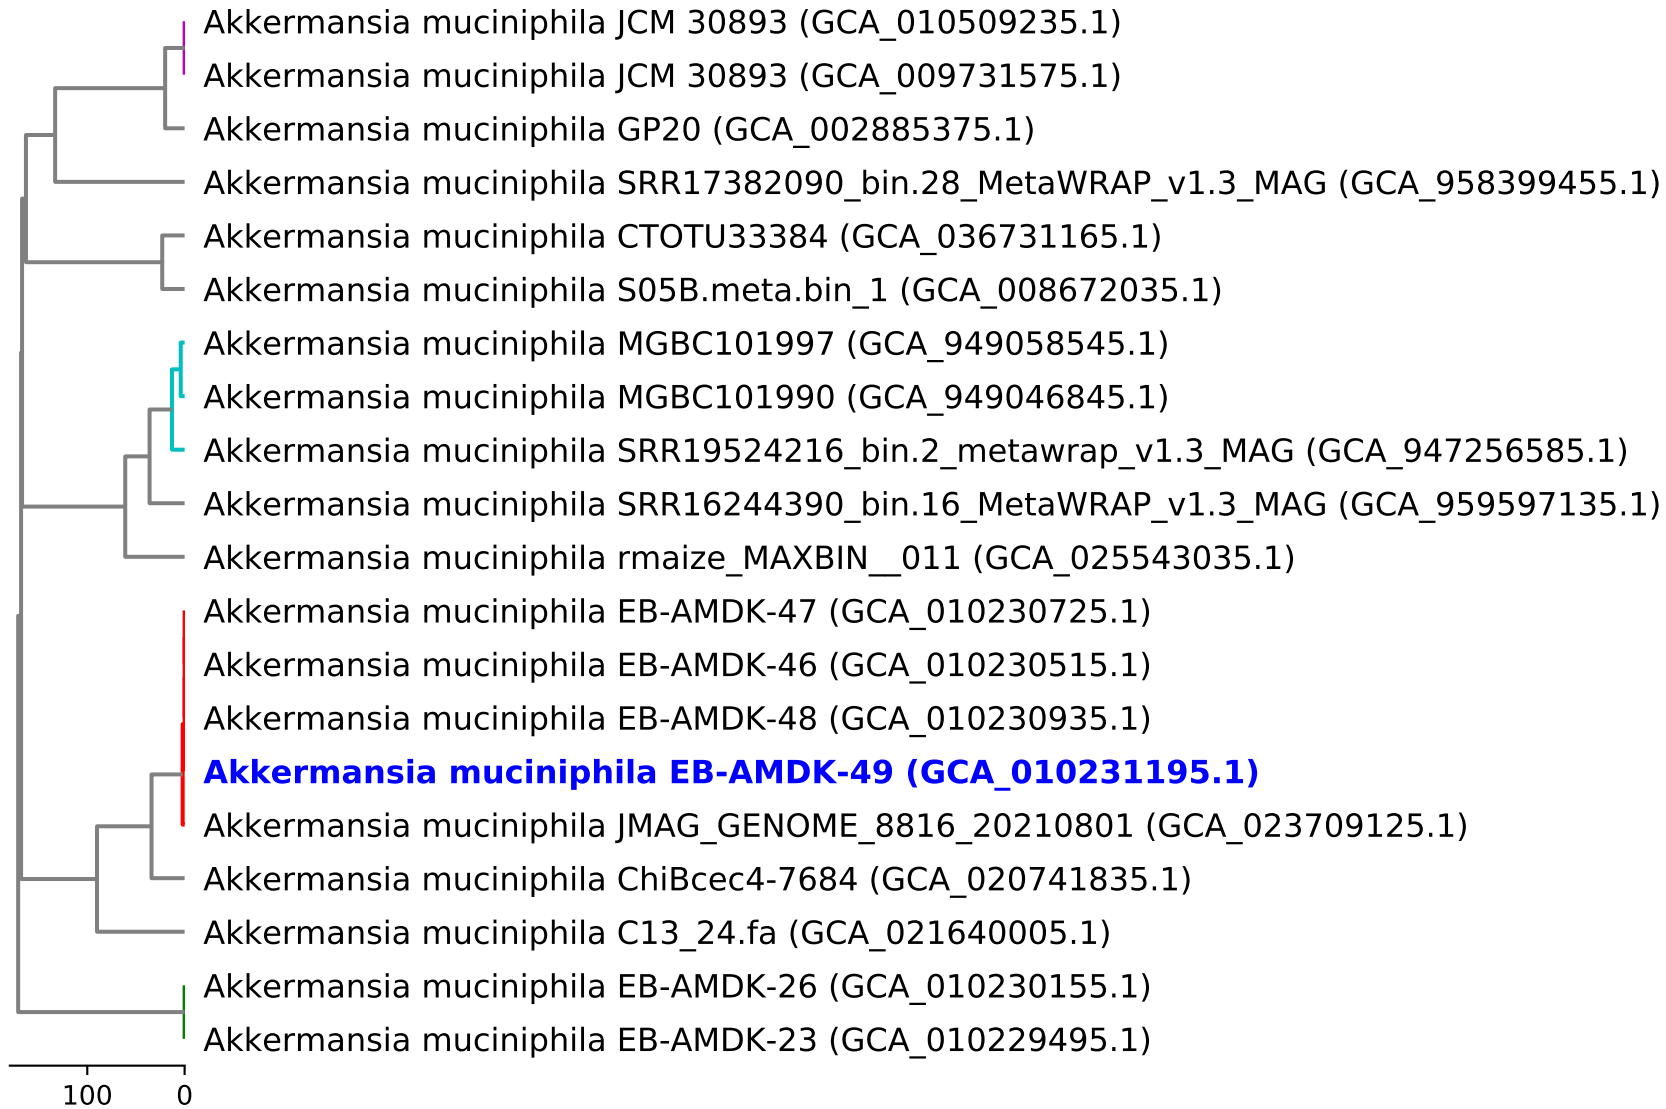 Akkermansia muciniphila JCM 30893 (GCA_010509235.1)
Akkermansia muciniphila JCM 30893 (GCA_009731575.1)
Akkermansia muciniphila GP20 (GCA_002885375.1)
Akkermansia muciniphila SRR17382090_bin.28_MetaWRAP_v1.3_MAG (GCA_958399455.1)
Akkermansia muciniphila CTOTU33384 (GCA_036731165.1)
Akkermansia muciniphila S05B.meta.bin_1 (GCA_008672035.1)
Akkermansia muciniphila MGBC101997 (GCA_949058545.1)
Akkermansia muciniphila MGBC101990 (GCA_949046845.1)
Akkermansia muciniphila SRR19524216_bin.2_metawrap_v1.3_MAG (GCA_947256585.1)
Akkermansia muciniphila SRR16244390_bin.16_MetaWRAP_v1.3_MAG (GCA_959597135.1)
Akkermansia muciniphila rmaize_MAXBIN__011 (GCA_025543035.1)
Akkermansia muciniphila EB-AMDK-47 (GCA_010230725.1)
Akkermansia muciniphila EB-AMDK-46 (GCA_010230515.1)
Akkermansia muciniphila EB-AMDK-48 (GCA_010230935.1)
Akkermansia muciniphila EB-AMDK-49 (GCA_010231195.1)
Akkermansia muciniphila JMAG_GENOME_8816_20210801 (GCA_023709125.1)
Akkermansia muciniphila ChiBcec4-7684 (GCA_020741835.1)
Akkermansia muciniphila C13_24.fa (GCA_021640005.1)
Akkermansia muciniphila EB-AMDK-26 (GCA_010230155.1)
Akkermansia muciniphila EB-AMDK-23 (GCA_010229495.1)
100 0